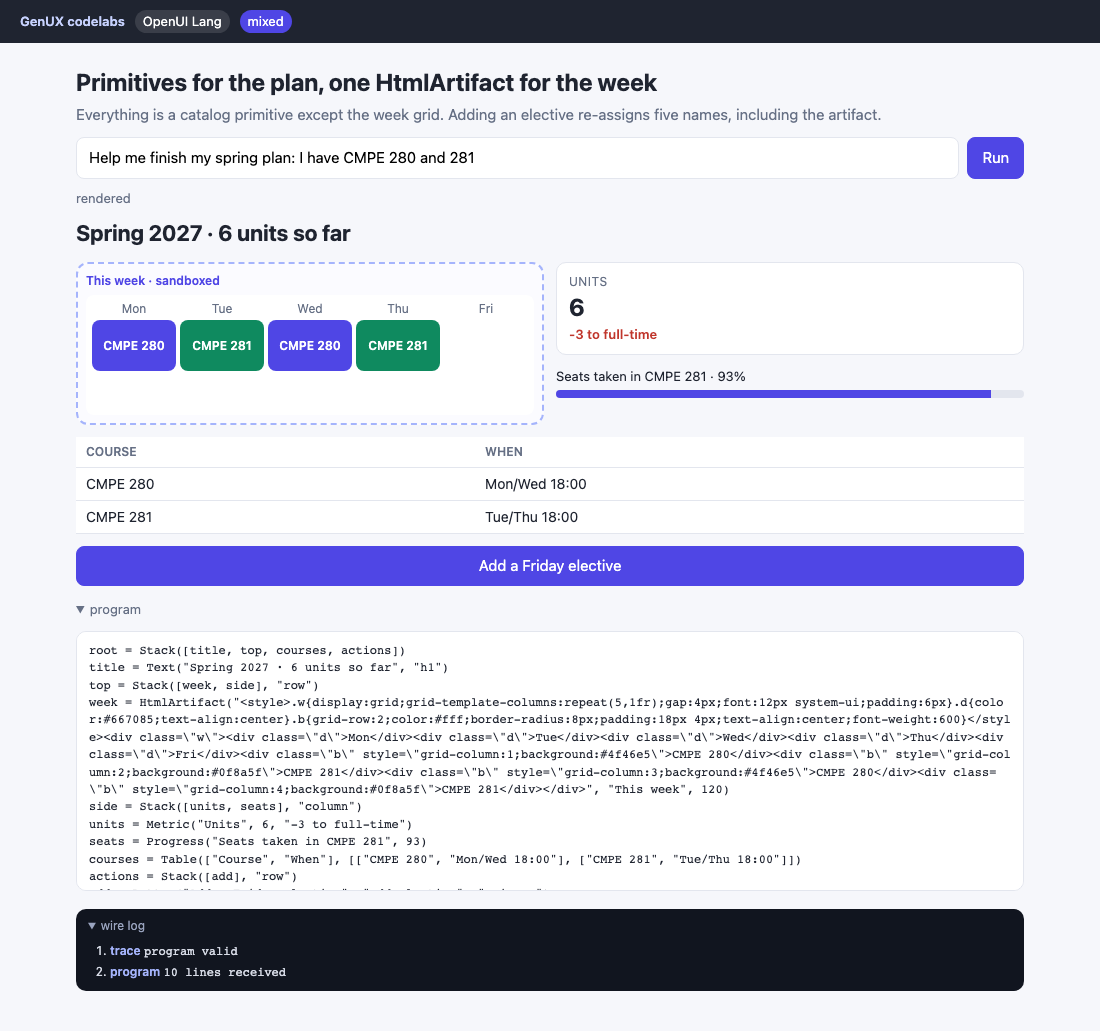 GenUX codelabs OpenUI Lang mixed
Primitives for the plan, one HtmlArtifact for the week
Everything is a catalog primitive except the week grid. Adding an elective re-assigns five names, including the artifact.
Help me finish my spring plan: I have CMPE 280 and 281 Run
rendered
Spring 2027 · 6 units so far
This week · sandboxed
Mon Tue Wed Thu Fri
CMPE 280 CMPE 281 CMPE 280 CMPE 281
UNITS
6
-3 to full-time
Seats taken in CMPE 281 · 93%
COURSE WHEN
CMPE 280 Mon/Wed 18:00
CMPE 281 Tue/Thu 18:00
Add a Friday elective
▼ program
root = Stack([title, top, courses, actions])
title = Text("Spring 2027 · 6 units so far", "h1")
top = Stack([week, side], "row")
week = HtmlArtifact("<style>.w{display:grid;grid-template-columns:repeat(5,1fr);gap:4px;font:12px system-ui;padding:6px}.d{colo
r:#667085;text-align:center}.b{grid-row:2;color:#fff;border-radius:8px;padding:18px 4px;text-align:center;font-weight:600}</styl
e><div class=\"w\"><div class=\"d\">Mon</div><div class=\"d\">Tue</div><div class=\"d\">Wed</div><div class=\"d\">Thu</div><div
class=\"d\">Fri</div><div class=\"b\" style=\"grid-column:1;background:#4f46e5\">CMPE 280</div><div class=\"b\" style=\"grid-col
umn:2;background:#0f8a5f\">CMPE 281</div><div class=\"b\" style=\"grid-column:3;background:#4f46e5\">CMPE 280</div><div class=
\"b\" style=\"grid-column:4;background:#0f8a5f\">CMPE 281</div></div>", "This week", 120)
side = Stack([units, seats], "column")
units = Metric("Units", 6, "-3 to full-time")
seats = Progress("Seats taken in CMPE 281", 93)
courses = Table(["Course", "When"], [["CMPE 280", "Mon/Wed 18:00"], ["CMPE 281", "Tue/Thu 18:00"]])
actions = Stack([add], "row")
▼ wire log
1. trace program valid
2. program 10 lines received